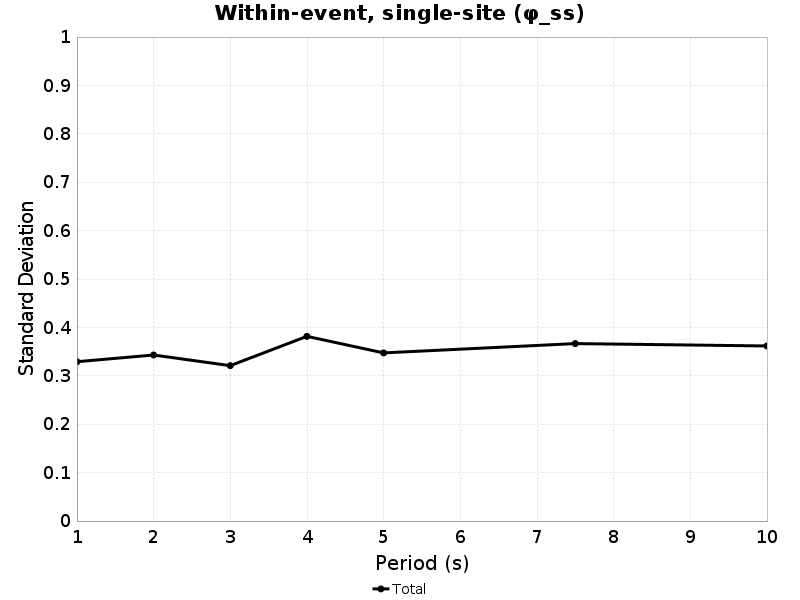 Within-event, single-site (φ_ss)
1
0.9
0.8
0.7
0.6
0.5
0.4
0.3
0.2
0.1
0
Standard Deviation
1 2 3 4 5 6 7 8 9 10
Period (s)
Total